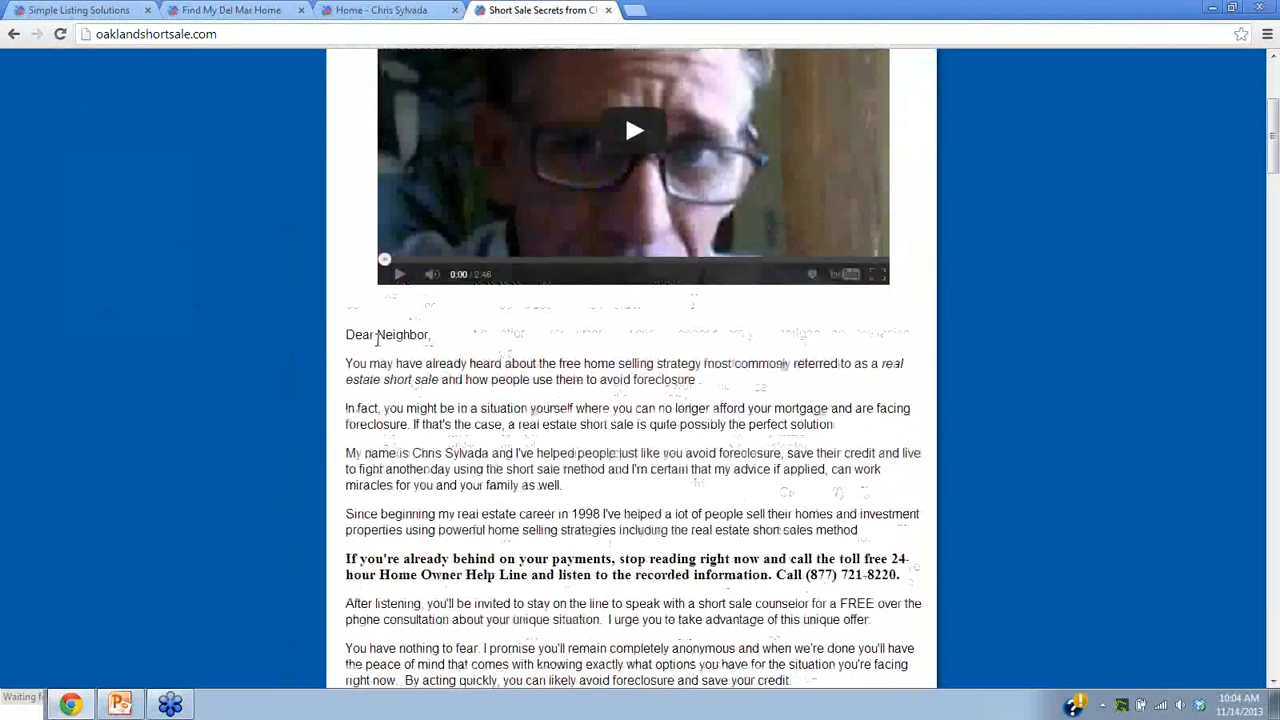 Simple Listing Solutions
Find My Del Mar Home
Home - Chris Sylvada
Short Sale Secrets from C
oaklandshortsale.com
0:00 / 2:46
You Tube
Dear Neighbor,
You may have already heard about the free home selling strategy most commonly referred to as a real
estate short sale and how people use them to avoid foreclosure
In fact, you might be in a situation yourself where you can no longer afford your mortgage and are facing
foreclosure. If that's the case, a real estate short sale is quite possibly the perfect solution
My name is Chris Sylvada and I've helped people just like you avoid foreclosure, save their credit and live
to fight another day using the short sale method and I'm certain that my advice if applied, can work
miracles for you and your family as well.
Since beginning my real estate career in 1998 I've helped a lot of people sell their homes and investment
properties using powerful home selling strategies including the real estate short sales method
If you're already behind on your payments, stop reading right now and call the toll free 24-
hour Home Owner Help Line and listen to the recorded information. Call (877) 721-8220.
After listening, you'll be invited to stay on the line to speak with a short sale counselor for a FREE over the
phone consultation about your unique situation. I urge you to take advantage of this unique offer.
You have nothing to fear. I promise you'll remain completely anonymous and when we're done you'll have
the peace of mind that comes with knowing exactly what options you have for the situation you're facing
right now. By acting quickly, you can likely avoid foreclosure and save your credit.
Waiting f
10:04 AM
11/14/2013